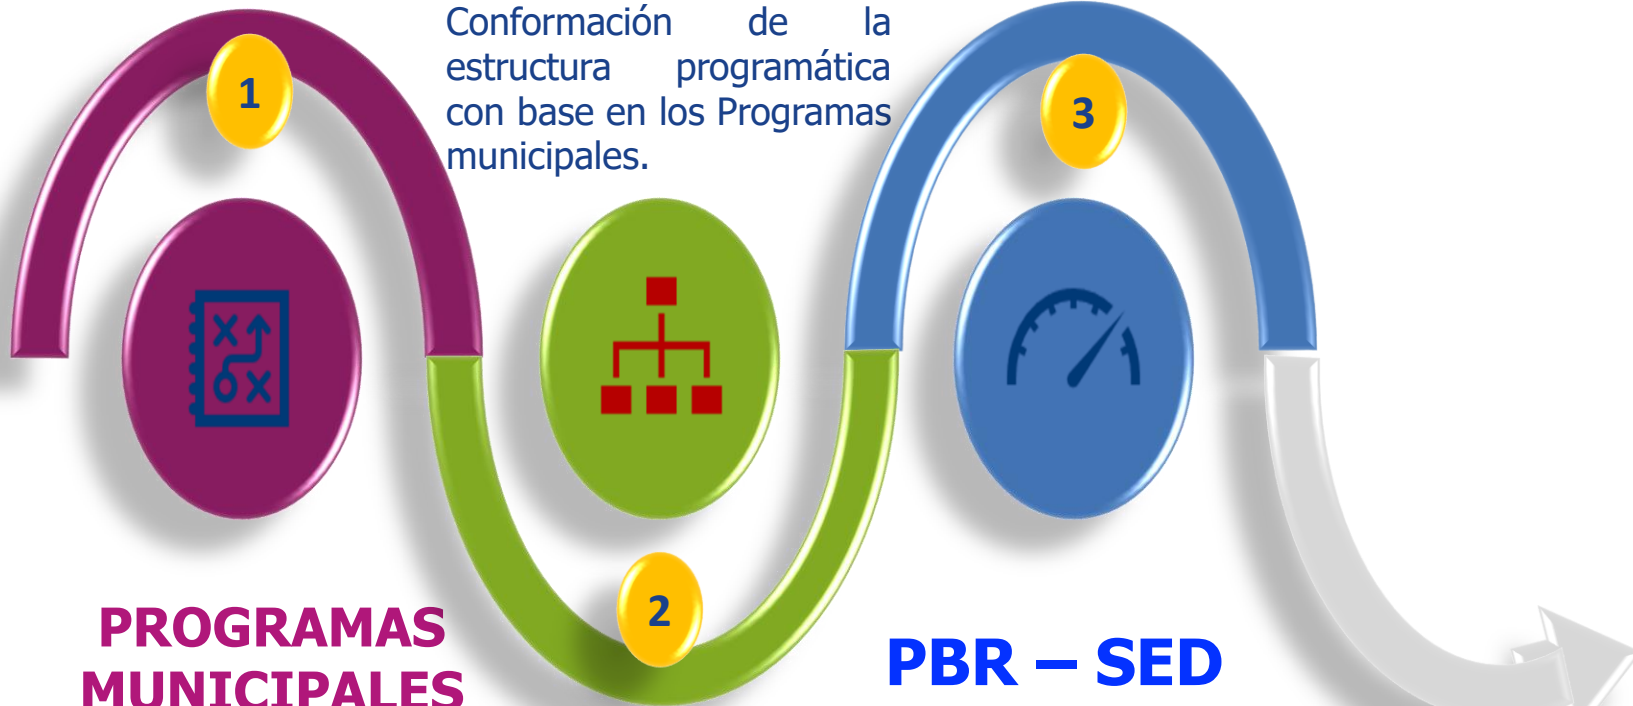 1
Conformación de la
estructura programática
con base en los Programas
municipales.
3
2
PROGRAMAS
MUNICIPALES
PBR – SED